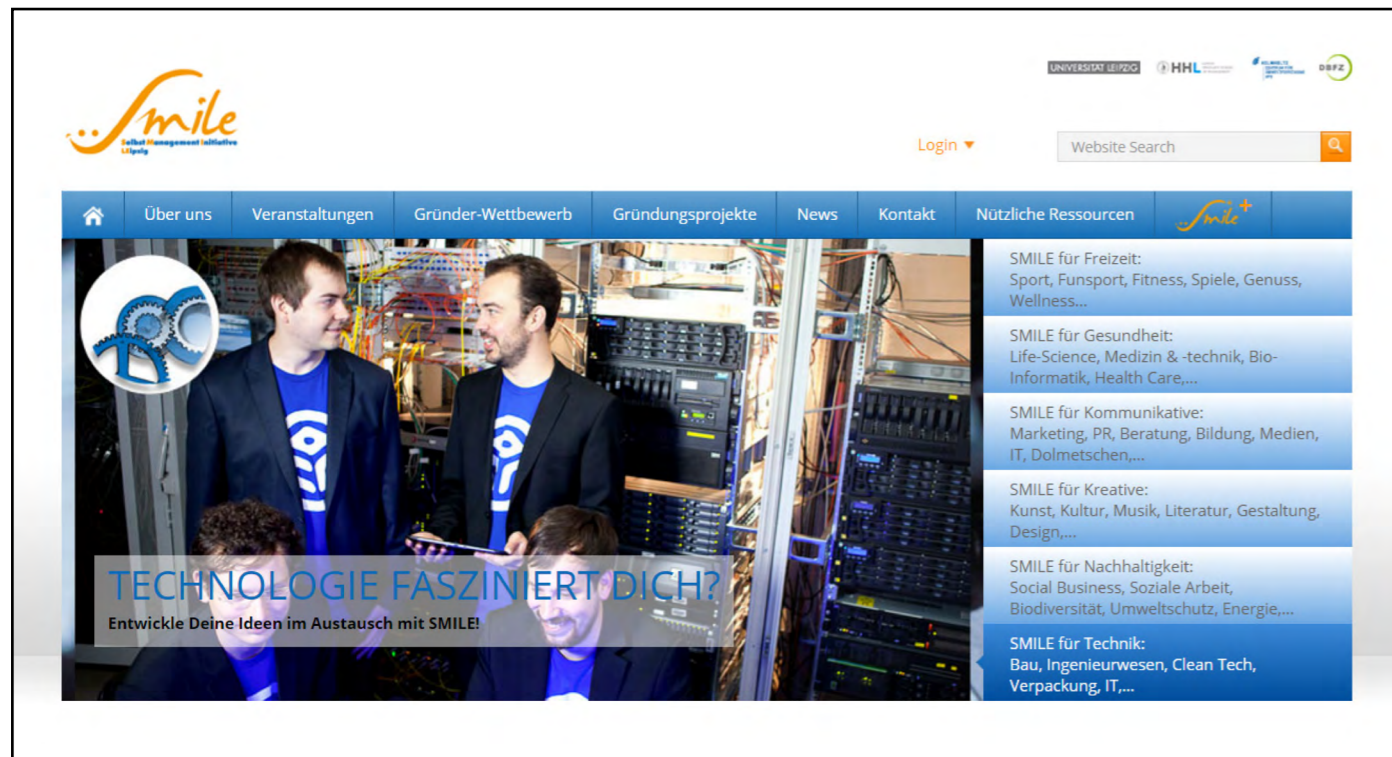 UNIVERSITÄT LEIPZIG
HHL
DBFZ
Smile
Selbst Management Initiative
LEipzig
Login
Website Search
Über uns
Veranstaltungen
Gründer-Wettbewerb
Gründungsprojekte
News
Kontakt
Nützliche Ressourcen
Smile+
TECHNOLOGIE FASZINIERT DICH?
Entwickle Deine Ideen im Austausch mit SMILE!
SMILE für Freizeit:
Sport, Funsport, Fitness, Spiele, Genuss,
Wellness...
SMILE für Gesundheit:
Life-Science, Medizin & -technik, Bio-
Informatik, Health Care,...
SMILE für Kommunikative:
Marketing, PR, Beratung, Bildung, Medien,
IT, Dolmetschen,...
SMILE für Kreative:
Kunst, Kultur, Musik, Literatur, Gestaltung,
Design,...
SMILE für Nachhaltigkeit:
Social Business, Soziale Arbeit,
Biodiversität, Umweltschutz, Energie,...
SMILE für Technik:
Bau, Ingenieurwesen, Clean Tech,
Verpackung, IT,...